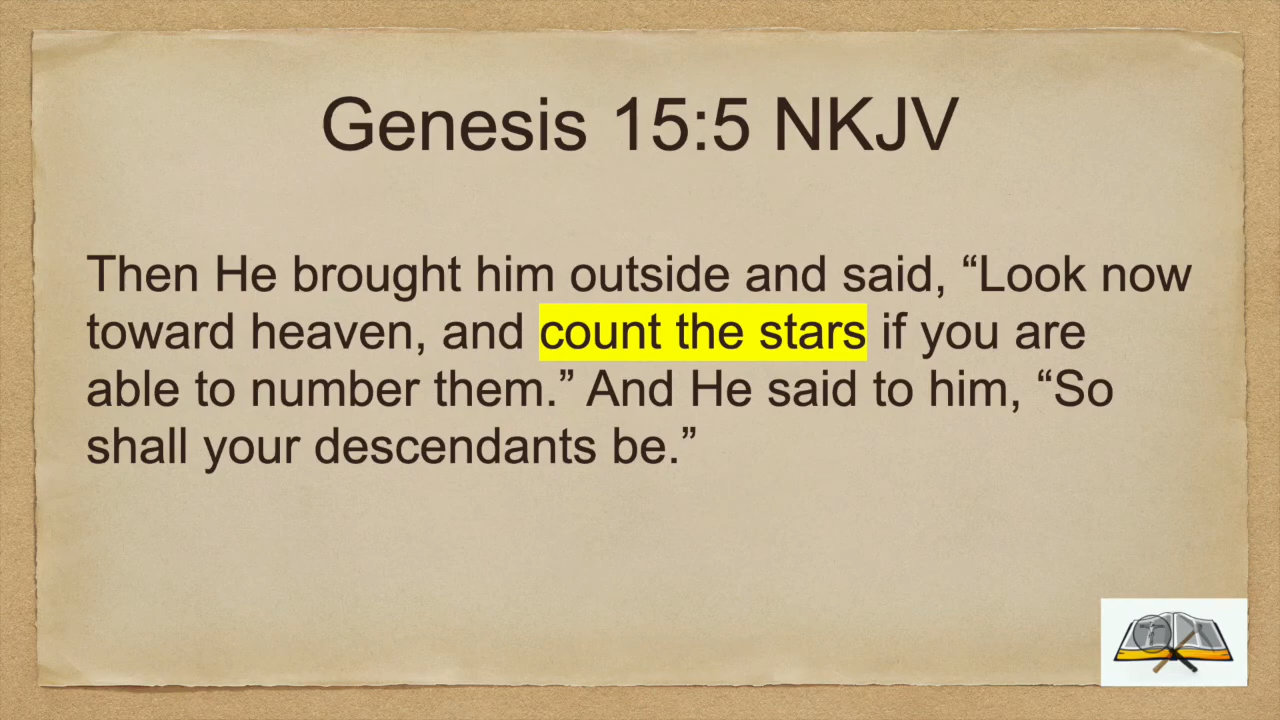 Genesis 15:5 NKJV
Then He brought him outside and said, “Look now
toward heaven, and count the stars if you are
able to number them.” And He said to him, “So
shall your descendants be.”